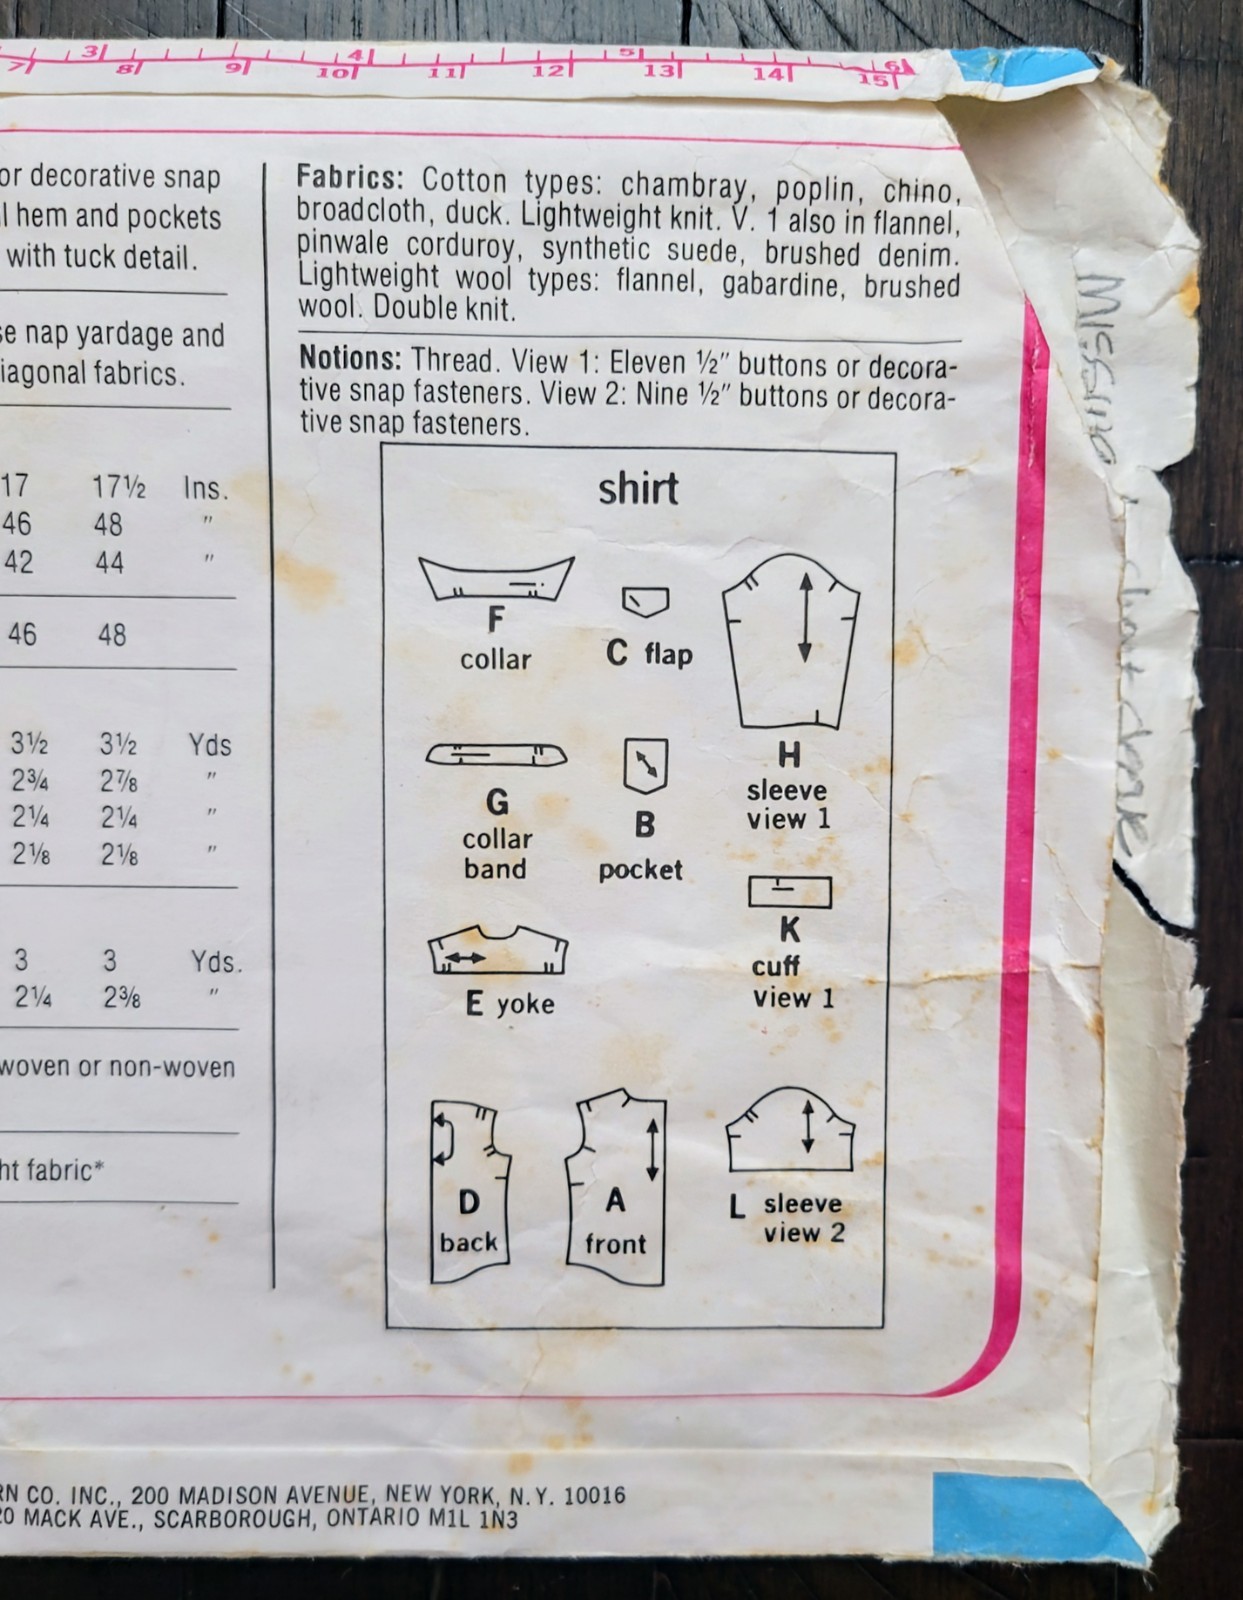 3 4 5 6
7 8 9 10 11 12 13 14 15
or decorative snap
l hem and pockets
with tuck detail.
se nap yardage and
iagonal fabrics.
17 17½ Ins.
46 48 "
42 44 "
46 48
3½ 3½ Yds
2¾ 2⅞ "
2¼ 2¼ "
2⅛ 2⅛ "
3 3 Yds.
2¼ 2⅜ "
woven or non-woven
ht fabric*
Fabrics: Cotton types: chambray, poplin, chino,
broadcloth, duck. Lightweight knit. V. 1 also in flannel,
pinwale corduroy, synthetic suede, brushed denim.
Lightweight wool types: flannel, gabardine, brushed
wool. Double knit.
Notions: Thread. View 1: Eleven ½" buttons or decora-
tive snap fasteners. View 2: Nine ½" buttons or decora-
tive snap fasteners.
shirt
F
collar
C flap
H
sleeve
view 1
G
collar
band
B
pocket
K
cuff
view 1
E yoke
D
back
A
front
L sleeve
view 2
RN CO. INC., 200 MADISON AVENUE, NEW YORK, N.Y. 10016
20 MACK AVE., SCARBOROUGH, ONTARIO M1L 1N3
Missing